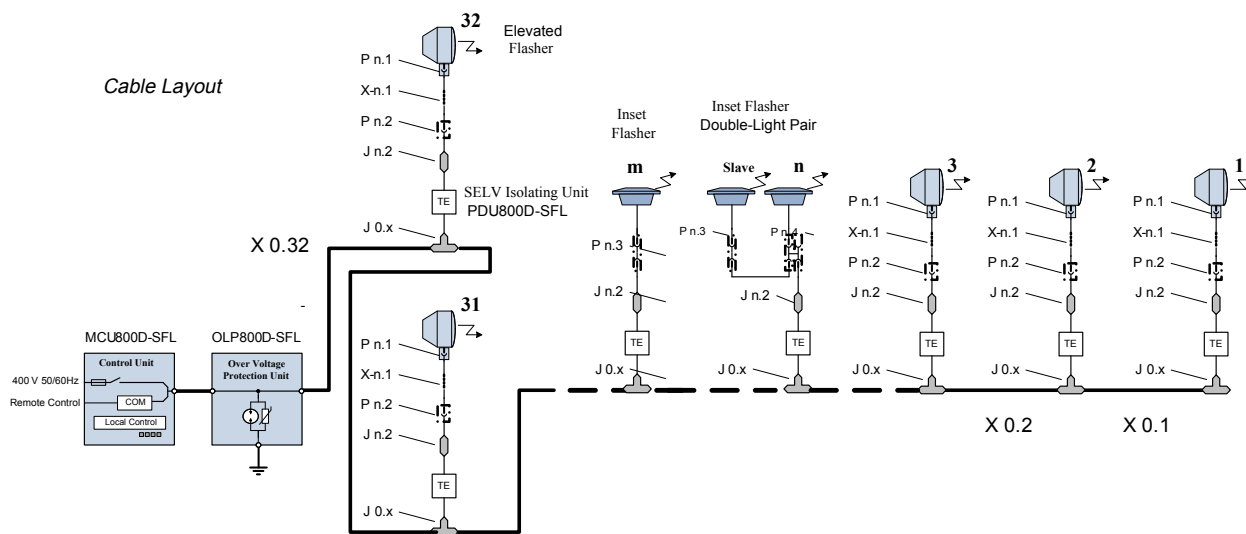 Cable Layout
32
Elevated
Flasher
P n.1
X-n.1
P n.2
J n.2
TE
SELV Isolating Unit
PDU800D-SFL
J 0.x
X 0.32
-
MCU800D-SFL
Control Unit
400 V 50/60Hz
Remote Control
COM
Local Control
OLP800D-SFL
Over Voltage
Protection Unit
31
P n.1
X-n.1
P n.2
J n.2
TE
J 0.x
Inset
Flasher
m
P n.3
J n.2
TE
J 0.x
Inset Flasher
Double-Light Pair
Slave
n
P n.3
P n.4
J n.2
TE
J 0.x
3
P n.1
X-n.1
P n.2
J n.2
TE
J 0.x
2
P n.1
X-n.1
P n.2
J n.2
TE
J 0.x
1
P n.1
X-n.1
P n.2
J n.2
TE
J 0.x
X 0.2
X 0.1